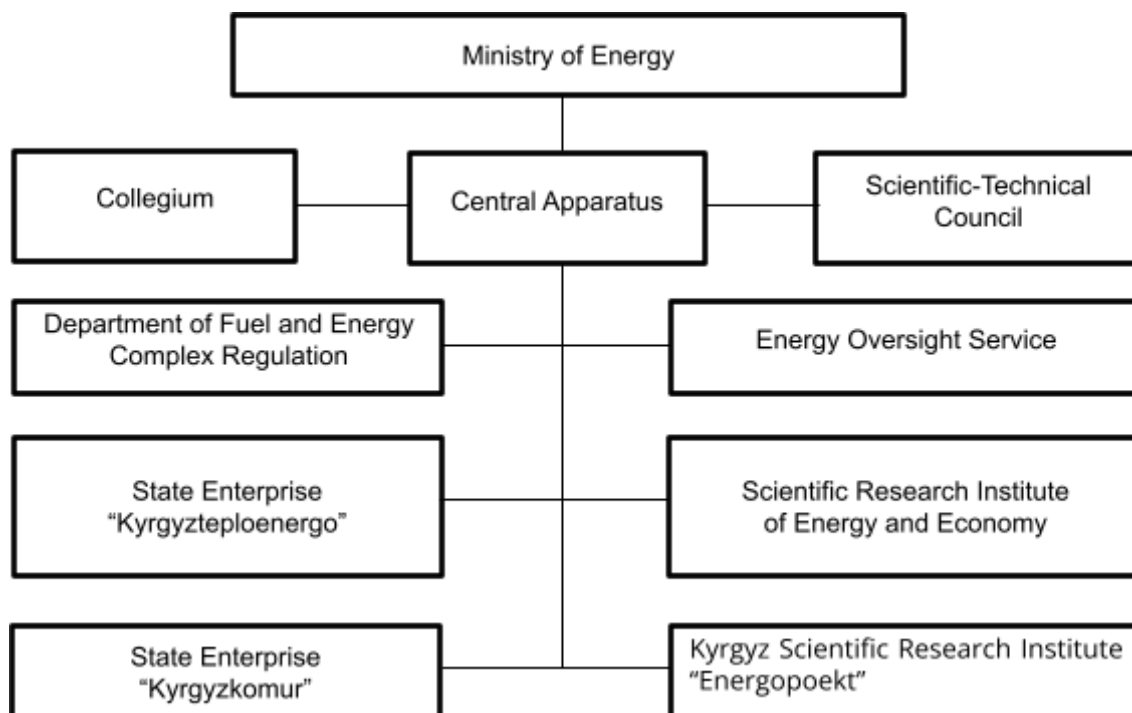 Ministry of Energy
Collegium
Central Apparatus
Scientific-Technical
Council
Department of Fuel and Energy
Complex Regulation
Energy Oversight Service
State Enterprise
“Kyrgyzteploenergo”
Scientific Research Institute
of Energy and Economy
State Enterprise
“Kyrgyzkomur”
Kyrgyz Scientific Research Institute
“Energopoekt”